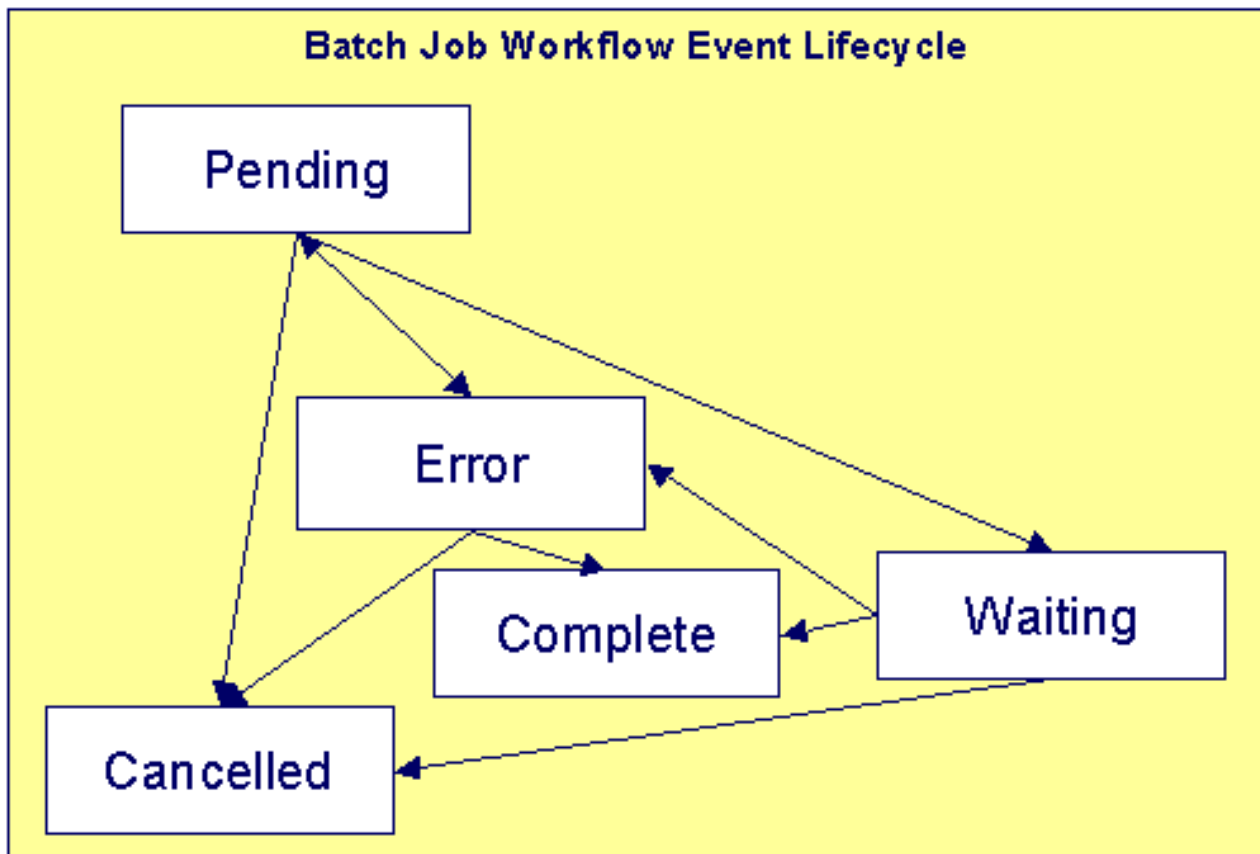 Batch Job Workflow Event Lifecycle
Pending
Error
Complete
Waiting
Cancelled